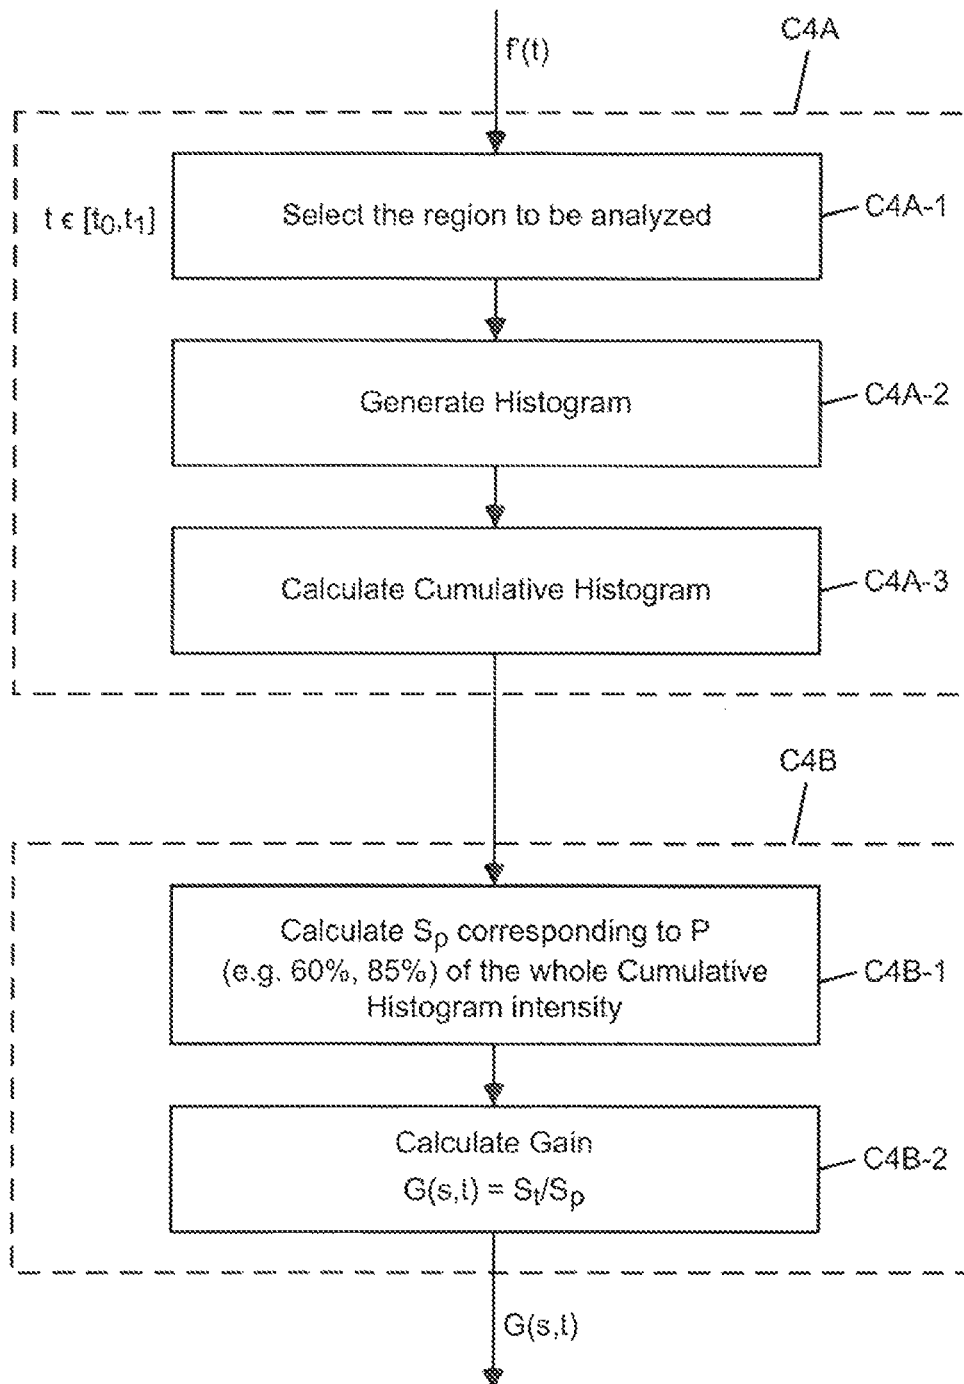 C4A
f'(t)
t ϵ [t0,t1]
Select the region to be analyzed
C4A-1
Generate Histogram
C4A-2
Calculate Cumulative Histogram
C4A-3
C4B
Calculate Sp corresponding to P
(e.g. 60%, 85%) of the whole Cumulative
Histogram intensity
C4B-1
Calculate Gain
G(s,t) = St/Sp
C4B-2
G(s,t)